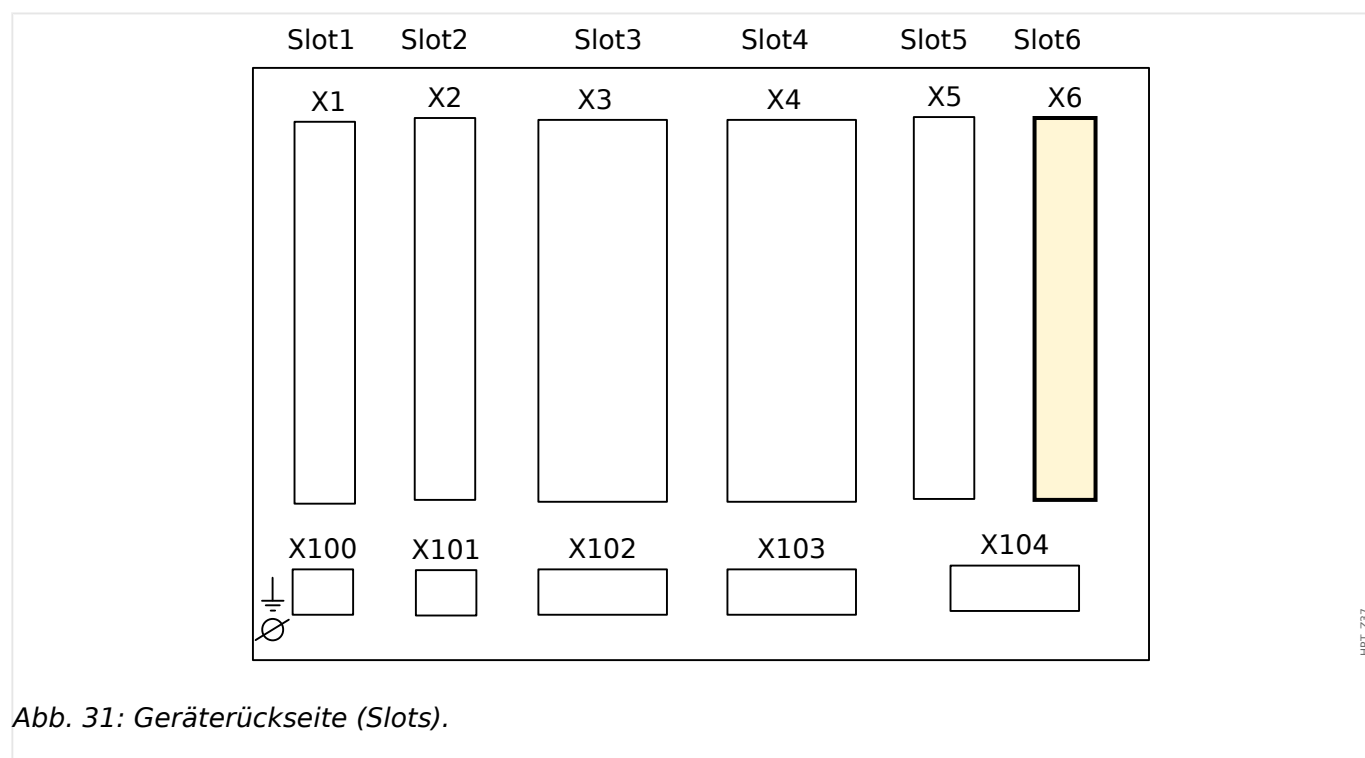 Slot1 Slot2 Slot3 Slot4 Slot5 Slot6
X1 X2 X3 X4 X5 X6
X100 X101 X102 X103 X104
Abb. 31: Geräterückseite (Slots).